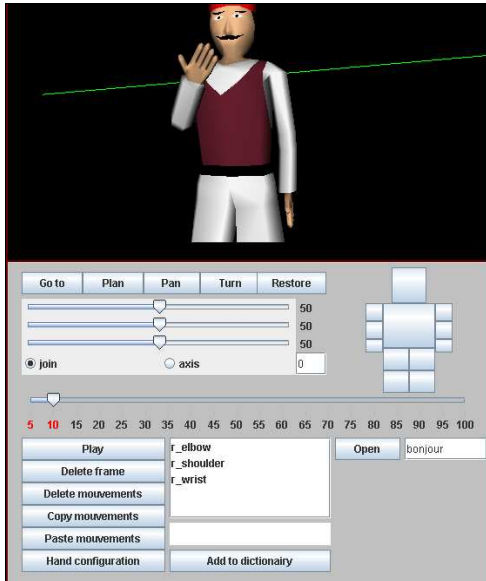 Go to Plan Pan Turn Restore
50
50
50
join axis 0
5 10 15 20 25 30 35 40 45 50 55 60 65 70 75 80 85 90 95 100
Play r_elbow Open bonjour
Delete frame r_shoulder
Delete mouvements r_wrist
Copy mouvements
Paste mouvements
Hand configuration Add to dictionairy